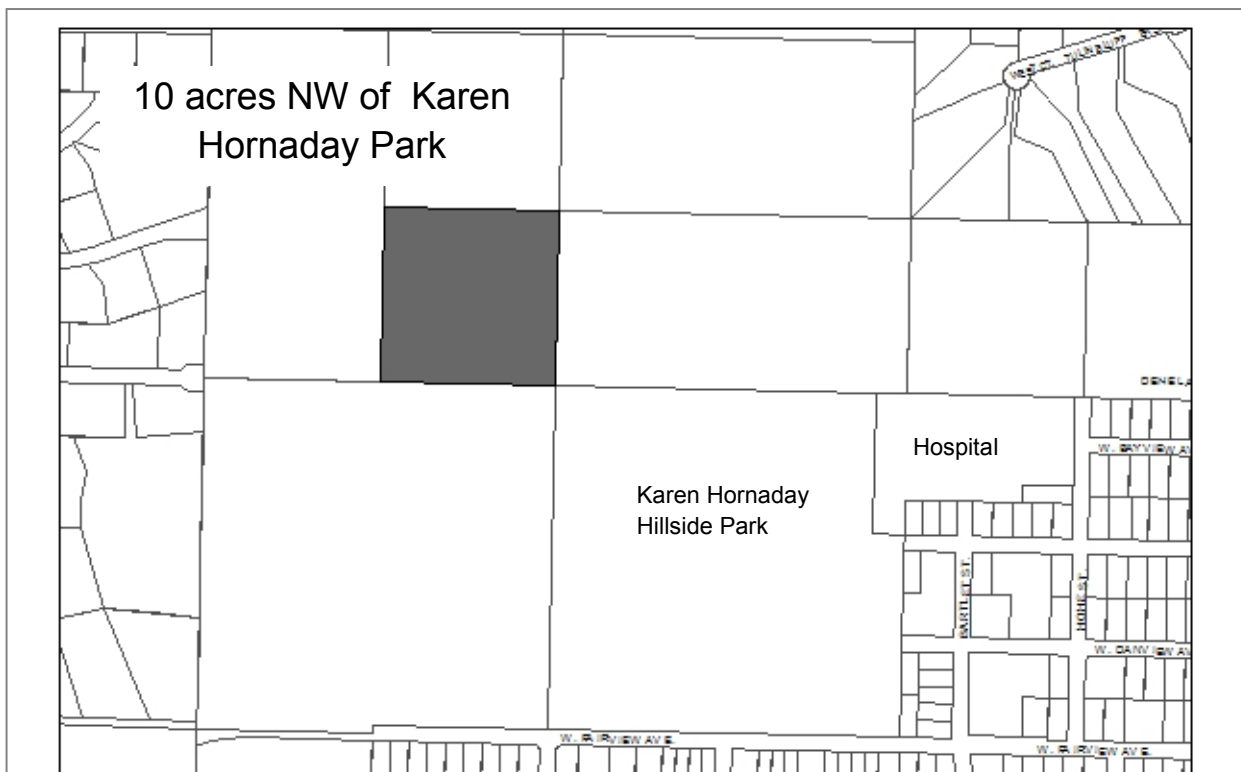 10 acres NW of Karen
Hornaday Park
Hospital
W. BAYVIEW AV
Karen Hornaday
Hillside Park
BARTLETT ST.
HOHE ST.
W. DANVIEW AV
W. FAIRVIEW AVE.
W. FAIRVIEW AVE.